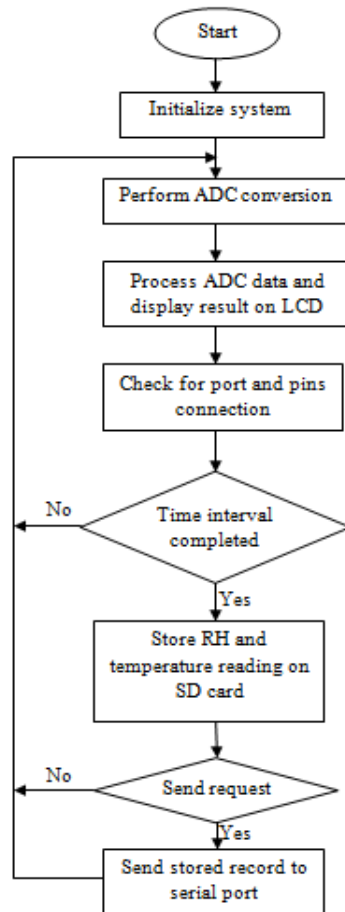 Start
Initialize system
Perform ADC conversion
Process ADC data and
display result on LCD
Check for port and pins
connection
Time interval
completed
No
Yes
Store RH and
temperature reading on
SD card
Send request
No
Yes
Send stored record to
serial port